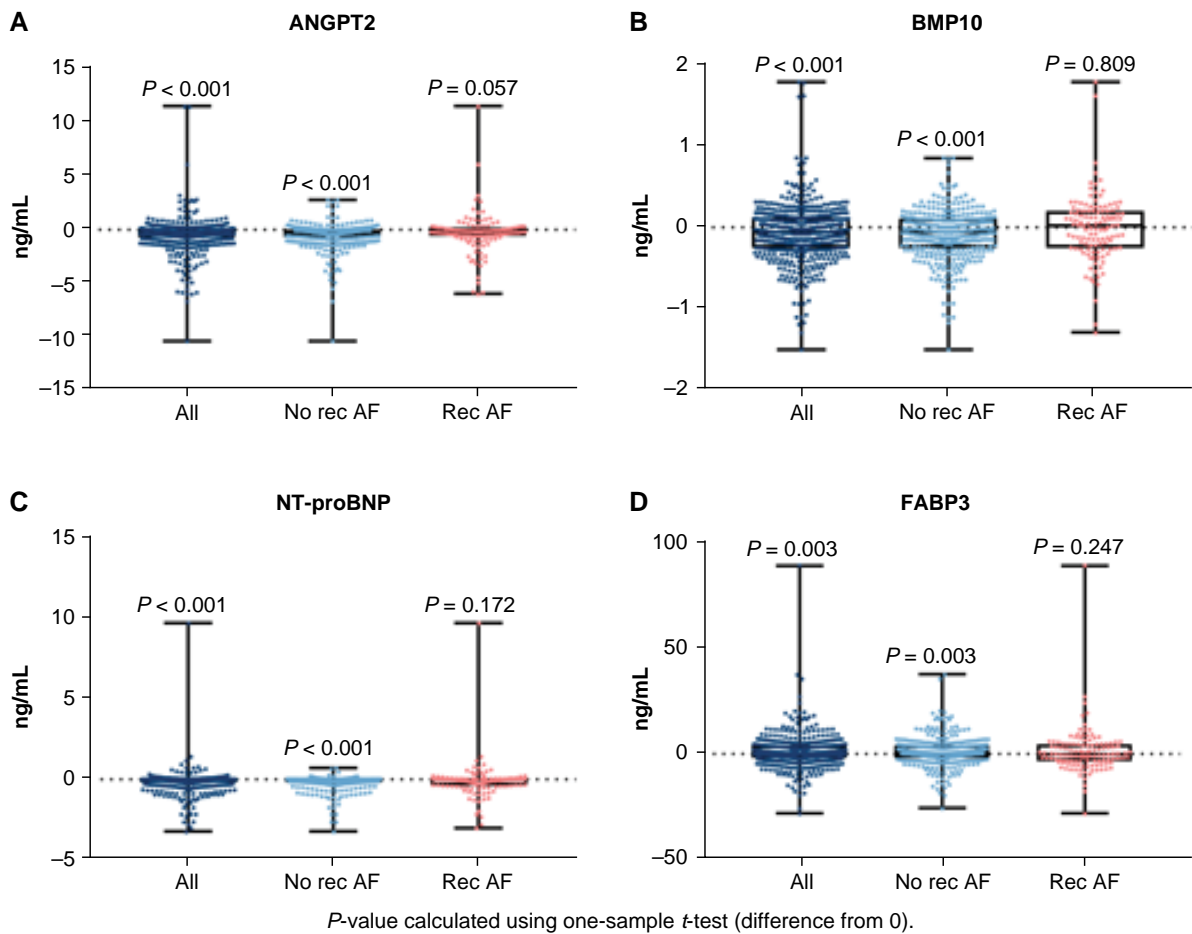 A
ANGPT2
ng/mL
15
10
5
0
–5
–10
–15
P < 0.001
P < 0.001
P = 0.057
All
No rec AF
Rec AF
B
BMP10
ng/mL
2
1
0
–1
–2
P < 0.001
P < 0.001
P = 0.809
All
No rec AF
Rec AF
C
NT-proBNP
ng/mL
15
10
5
0
–5
P < 0.001
P < 0.001
P = 0.172
All
No rec AF
Rec AF
D
FABP3
ng/mL
100
50
0
–50
P = 0.003
P = 0.003
P = 0.247
All
No rec AF
Rec AF
P-value calculated using one-sample t-test (difference from 0).